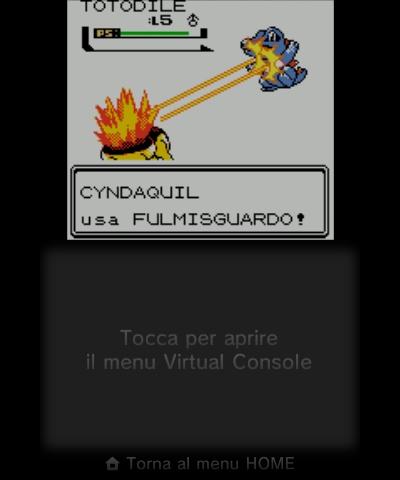 TOTODILE
:L5 ♂
PS:
CYNDAQUIL
usa FULMISGUARDO!
Tocca per aprire
il menu Virtual Console
Torna al menu HOME